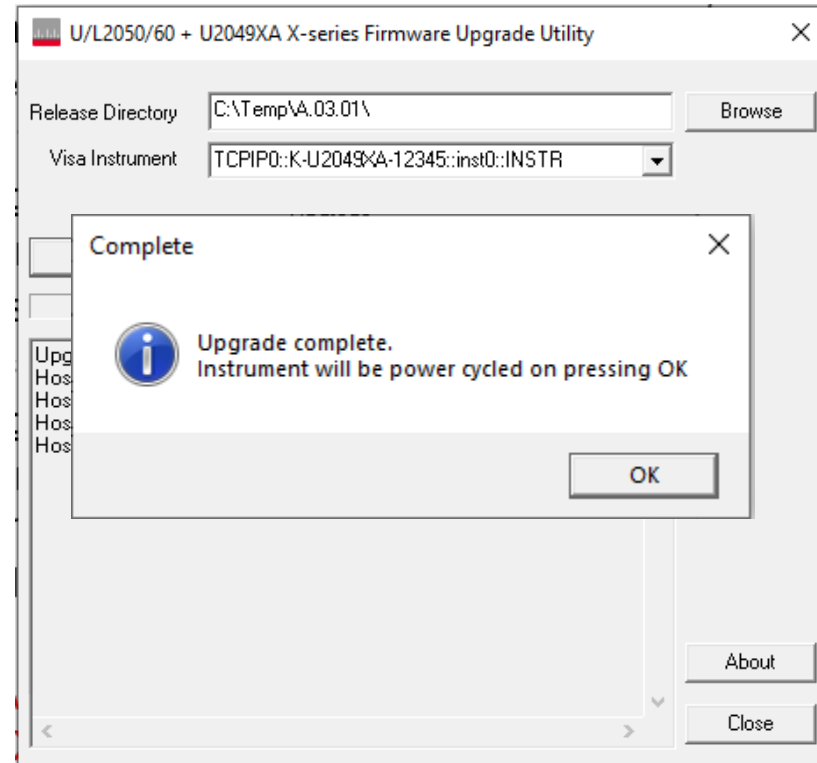 U/L2050/60 + U2049XA X-series Firmware Upgrade Utility
Release Directory C:\Temp\A.03.01\ Browse
Visa Instrument TCPIP0::K-U2049XA-12345::inst0::INSTR
Complete
Upgrade complete.
Instrument will be power cycled on pressing OK
OK
Upg
Hos
Hos
Hos
Hos
About
Close